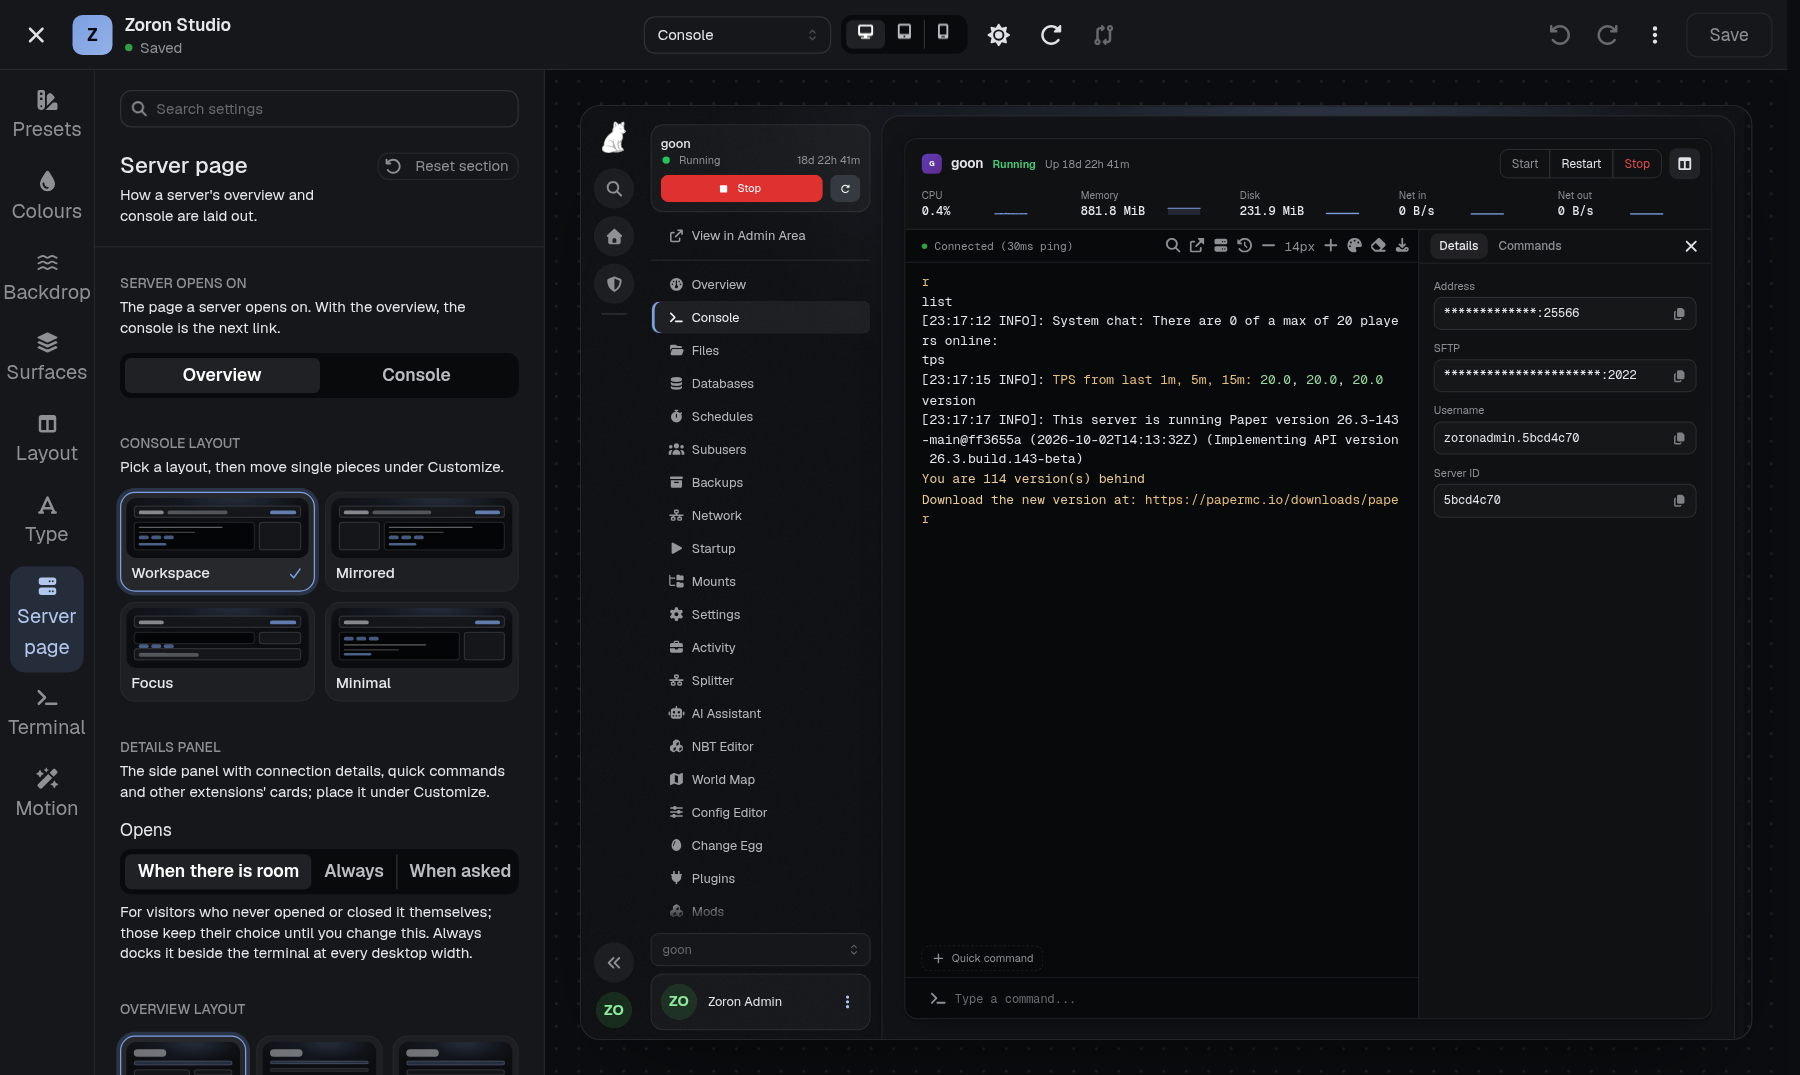 Z
Zoron Studio
Saved
Console
Save
Presets
Colours
Backdrop
Surfaces
Layout
Type
Server
page
Terminal
Motion
Search settings
Server page
Reset section
How a server's overview and
console are laid out.
SERVER OPENS ON
The page a server opens on. With the overview, the
console is the next link.
Overview
Console
CONSOLE LAYOUT
Pick a layout, then move single pieces under Customize.
Workspace
Mirrored
Focus
Minimal
DETAILS PANEL
The side panel with connection details, quick commands
and other extensions' cards; place it under Customize.
Opens
When there is room
Always
When asked
For visitors who never opened or closed it themselves;
those keep their choice until you change this. Always
docks it beside the terminal at every desktop width.
OVERVIEW LAYOUT
goon
Running
18d 22h 41m
Stop
View in Admin Area
Overview
Console
Files
Databases
Schedules
Subusers
Backups
Network
Startup
Mounts
Settings
Activity
Splitter
AI Assistant
NBT Editor
World Map
Config Editor
Change Egg
Plugins
Mods
goon
ZO
ZO
Zoron Admin
G
goon
Running
Up 18d 22h 41m
Start
Restart
Stop
CPU
0.4%
Memory
881.8 MiB
Disk
231.9 MiB
Net in
0 B/s
Net out
0 B/s
Connected (30ms ping)
14px
r
list
[23:17:12 INFO]: System chat: There are 0 of a max of 20 playe
rs online:
tps
[23:17:15 INFO]: TPS from last 1m, 5m, 15m: 20.0, 20.0, 20.0
version
[23:17:17 INFO]: This server is running Paper version 26.3-143
-main@ff3655a (2026-10-02T14:13:32Z) (Implementing API version
26.3.build.143-beta)
You are 114 version(s) behind
Download the new version at: https://papermc.io/downloads/pape
r
Quick command
Type a command...
Details
Commands
Address
*************:25566
SFTP
**********************:2022
Username
zoronadmin.5bcd4c70
Server ID
5bcd4c70